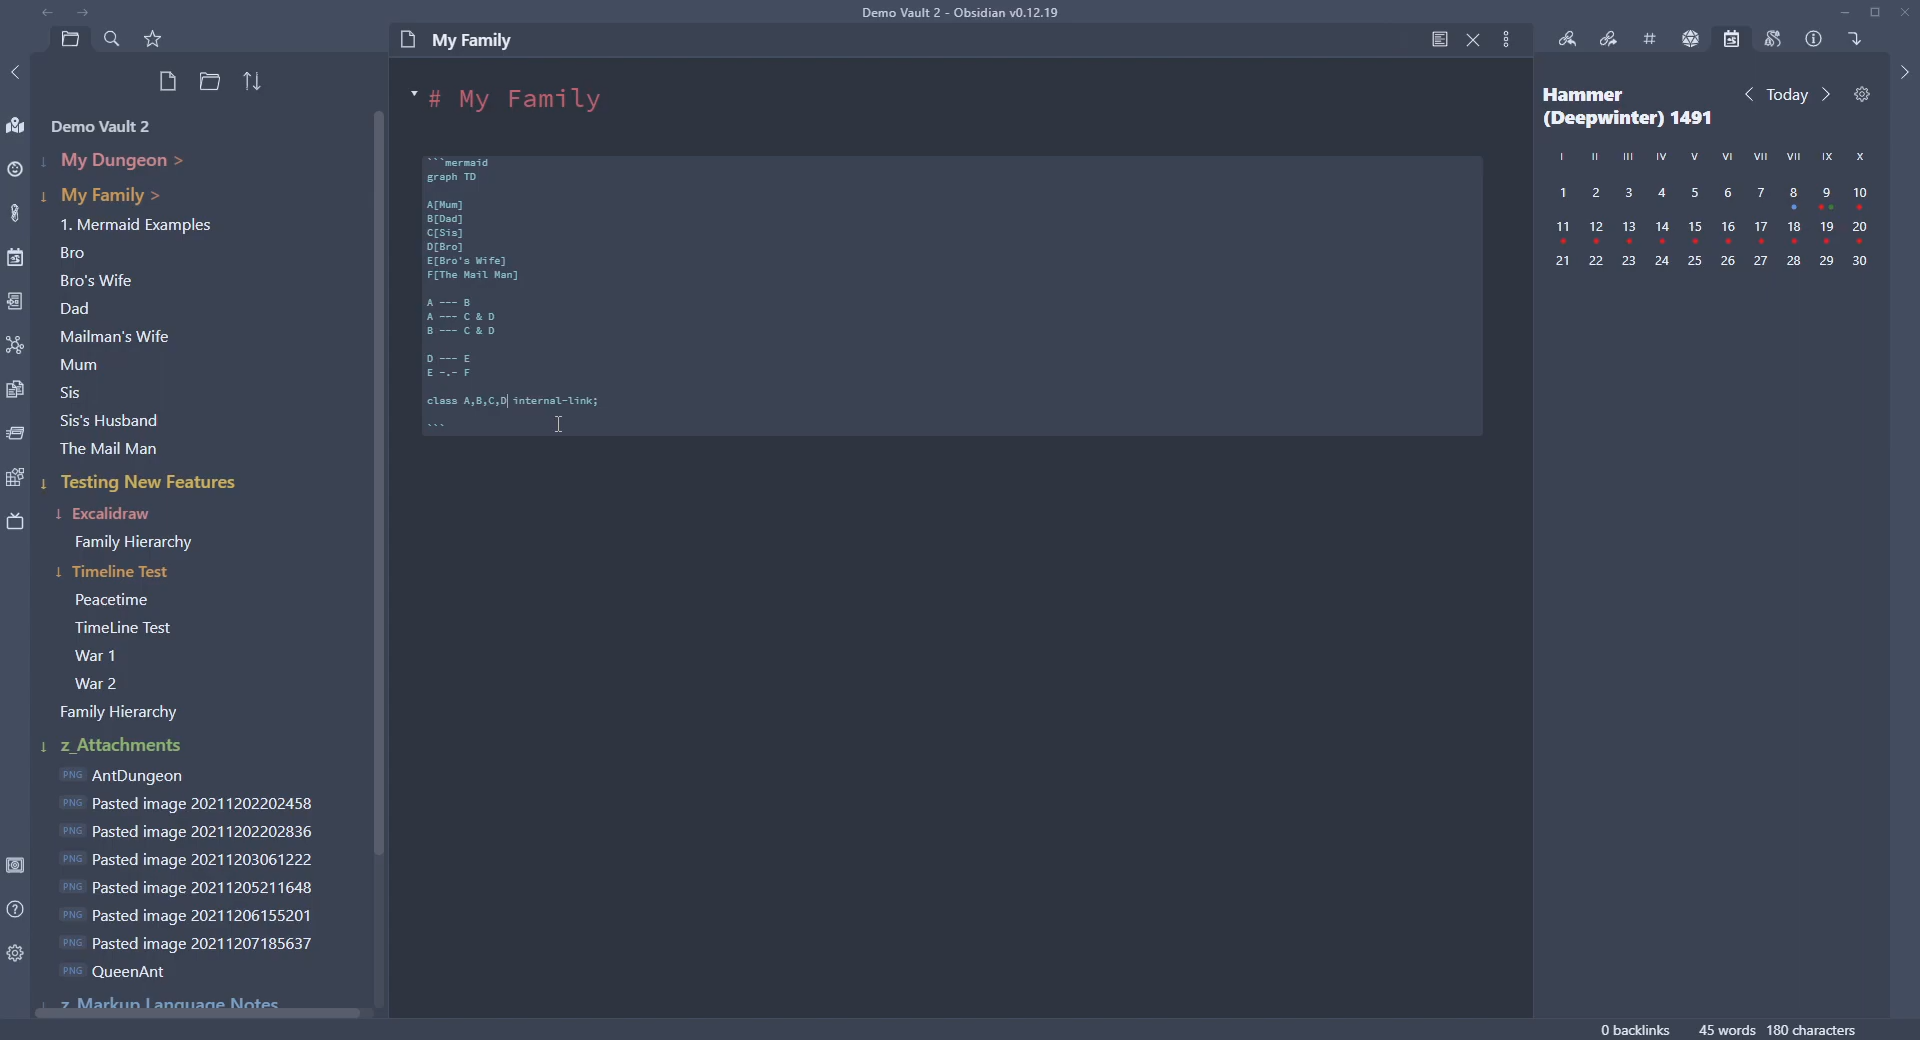 Demo Vault 2 - Obsidian v0.12.19
My Family
Demo Vault 2
My Dungeon >
My Family >
1. Mermaid Examples
Bro
Bro's Wife
Dad
Mailman's Wife
Mum
Sis
Sis's Husband
The Mail Man
Testing New Features
Excalidraw
Family Hierarchy
Timeline Test
Peacetime
TimeLine Test
War 1
War 2
Family Hierarchy
z_Attachments
PNG AntDungeon
PNG Pasted image 20211202202458
PNG Pasted image 20211202202836
PNG Pasted image 20211203061222
PNG Pasted image 20211205211648
PNG Pasted image 20211206155201
PNG Pasted image 20211207185637
PNG QueenAnt
z_Markup Language Notes
# My Family
```mermaid
graph TD
A[Mum]
B[Dad]
C[Sis]
D[Bro]
E[Bro's Wife]
F[The Mail Man]
A --- B
A --- C & D
B --- C & D
D --- E
E -.- F
class A,B,C,D internal-link;
```
Hammer
(Deepwinter) 1491
Today
I II III IV V VI VII VII IX X
1 2 3 4 5 6 7 8 9 10
11 12 13 14 15 16 17 18 19 20
21 22 23 24 25 26 27 28 29 30
0 backlinks 45 words 180 characters